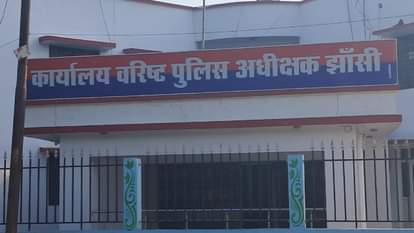 कार्यालय वरिष्ट पुलिस अधीक्षक झाँसी